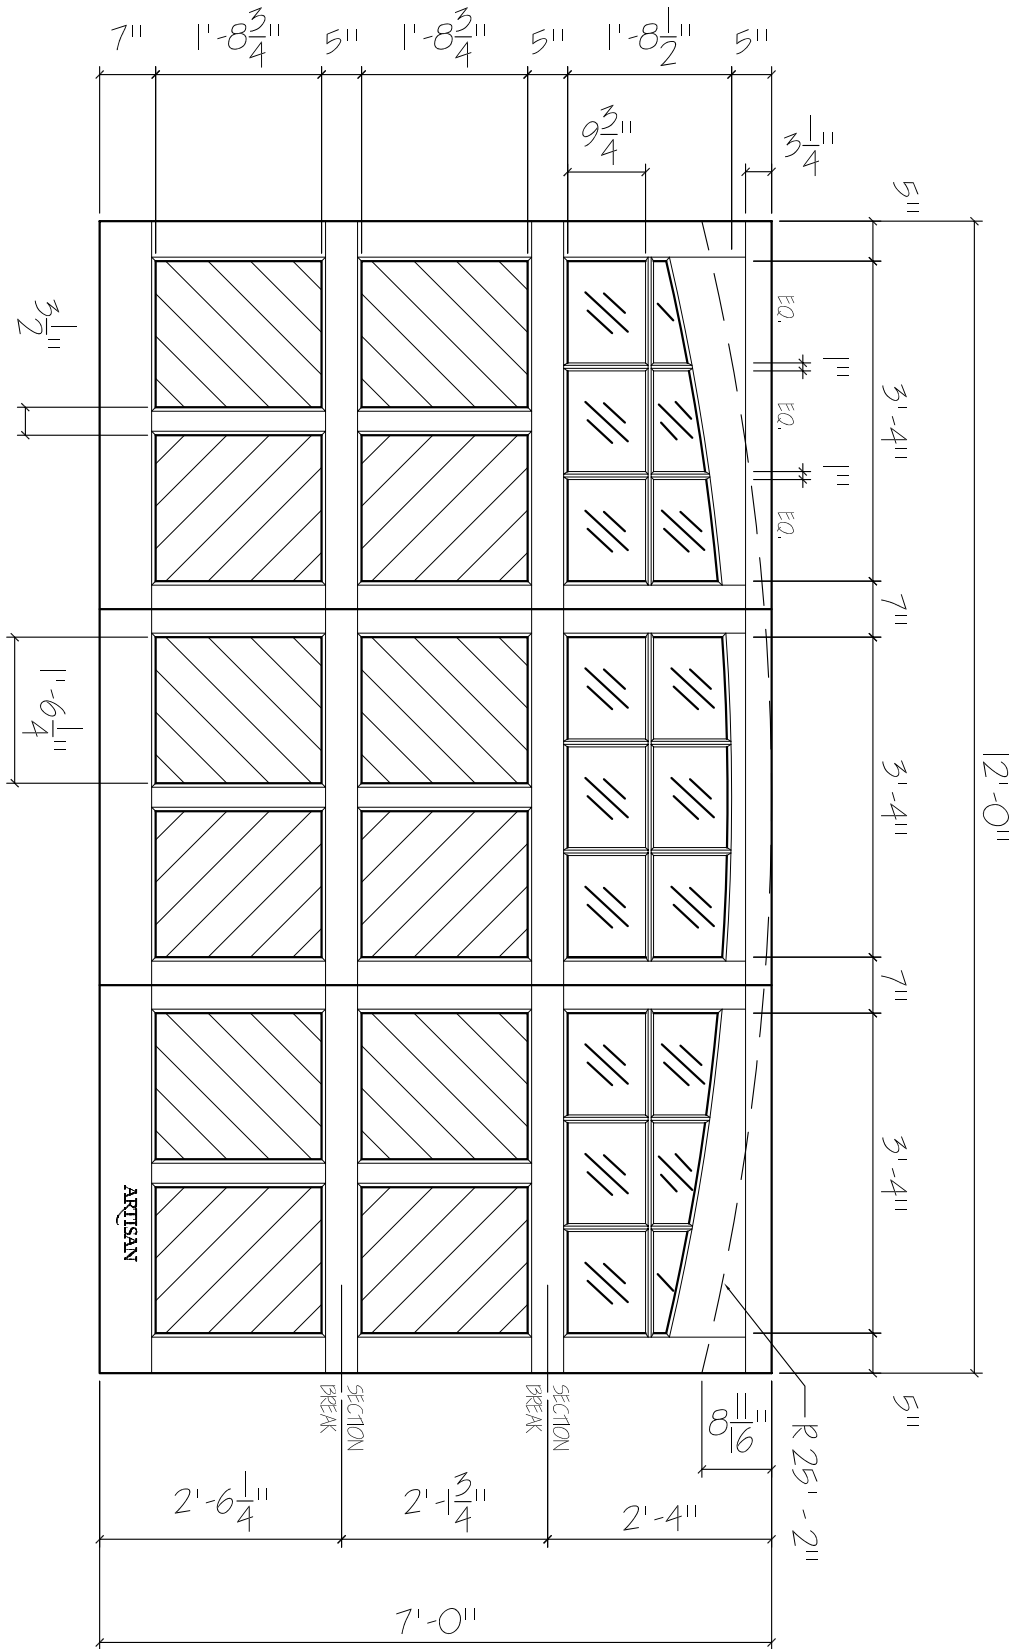 7" 1'-8 3/4" 5" 1'-8 3/4" 5" 1'-8 1/2" 5"
9 3/4" 3 1/4"
5"
3'-4"
7"
3'-4"
7"
3'-4"
5"
12'-0"
EQ.
1"
EQ.
1"
EQ.
3 1/2"
1'-6 1/4"
ARTISAN
SECTION
BREAK
SECTION
BREAK
8 11/16"
R 25' - 2"
2'-6 1/4" 2'-1 3/4" 2'-4"
7'-0"